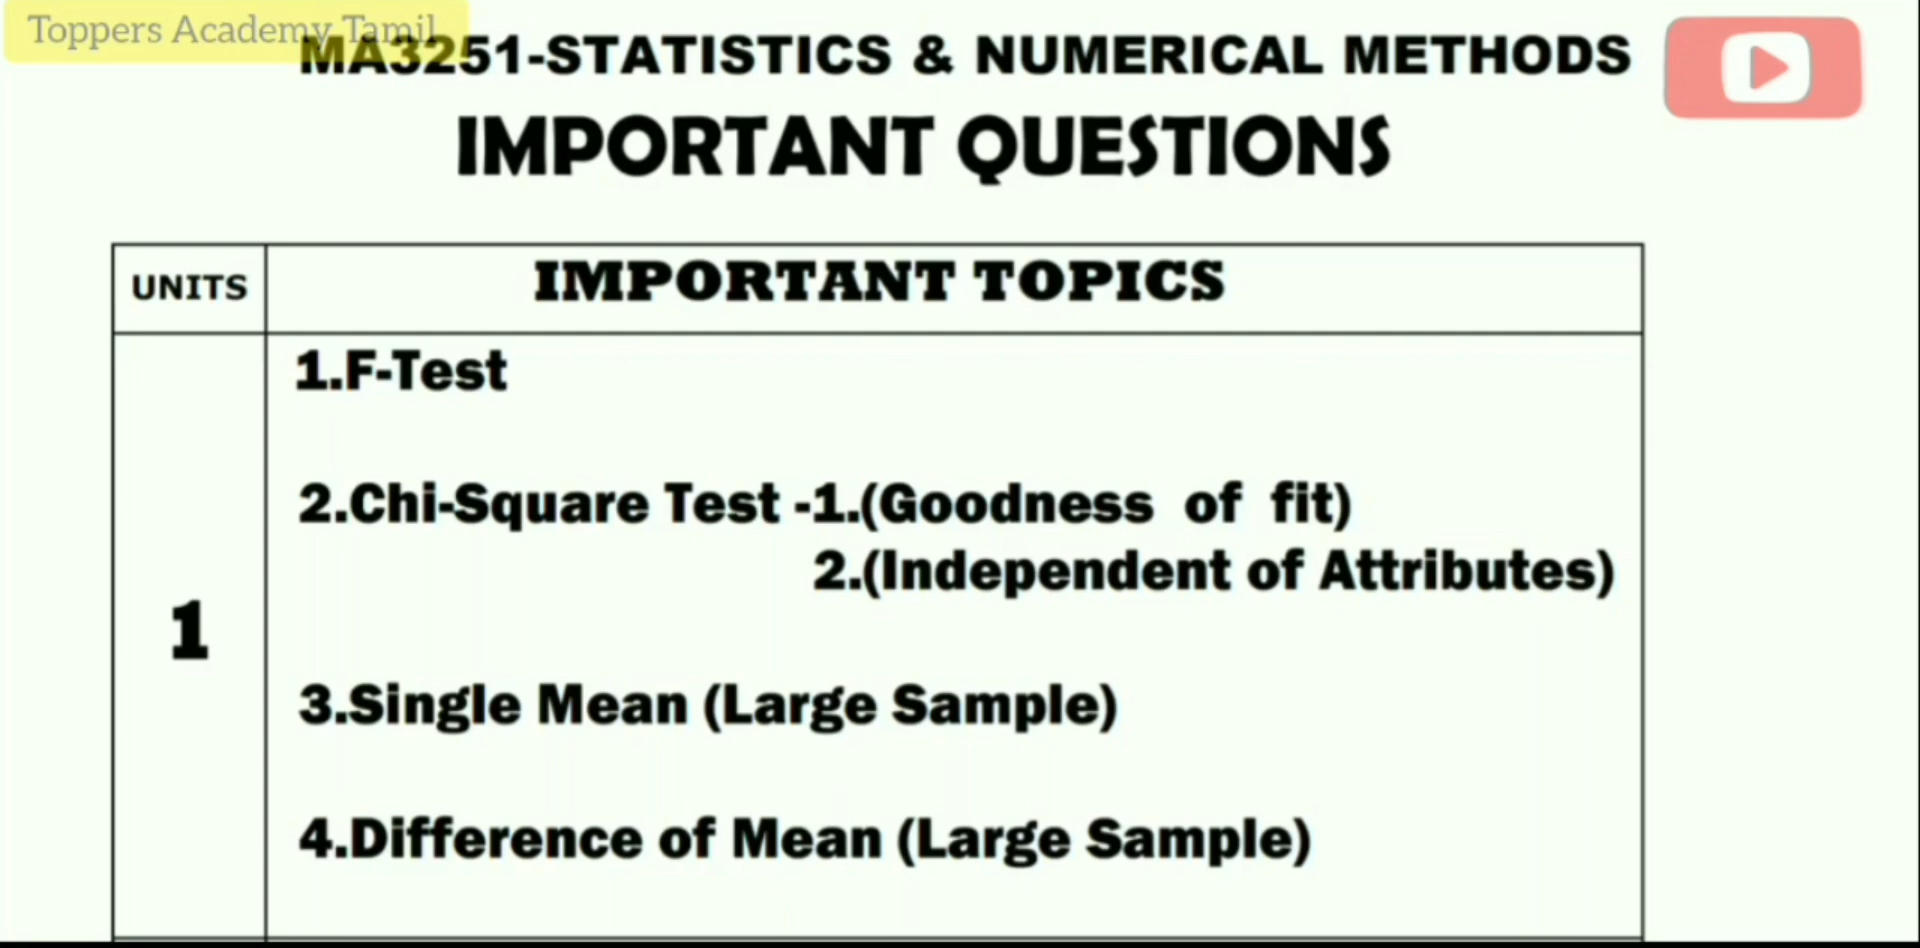 Toppers Academy Tamil
MA3251-STATISTICS & NUMERICAL METHODS
IMPORTANT QUESTIONS
UNITS
IMPORTANT TOPICS
1
1.F-Test
2.Chi-Square Test -1.(Goodness of fit)
2.(Independent of Attributes)
3.Single Mean (Large Sample)
4.Difference of Mean (Large Sample)